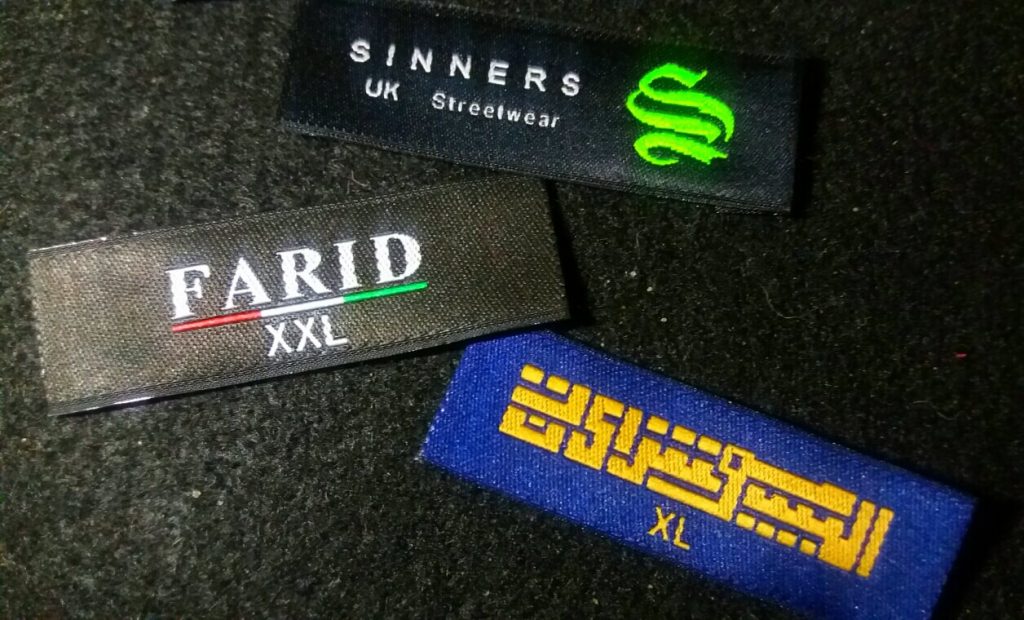 SINNERS
UK Streetwear
S
FARID
XXL
XL